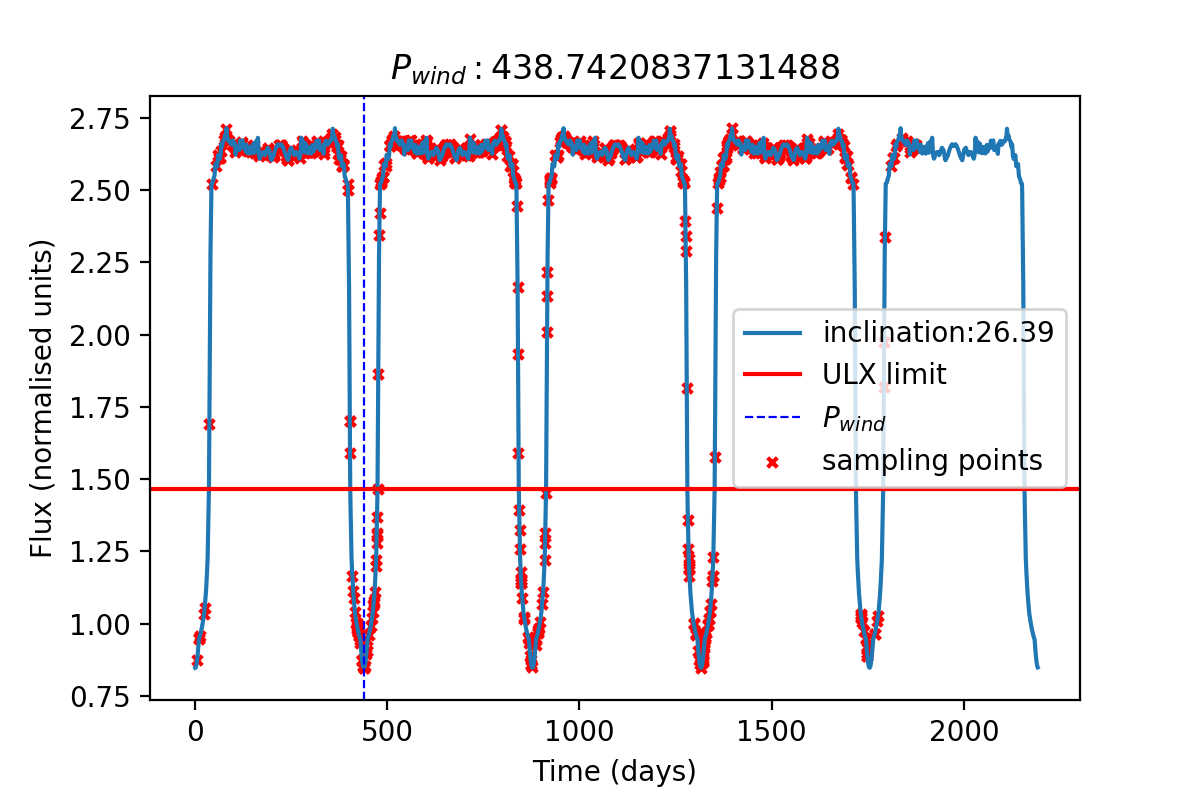 P_wind : 438.7420837131488
Flux (normalised units)
2.75
2.50
2.25
2.00
1.75
1.50
1.25
1.00
0.75
inclination:26.39
ULX limit
P_wind
sampling points
0 500 1000 1500 2000
Time (days)